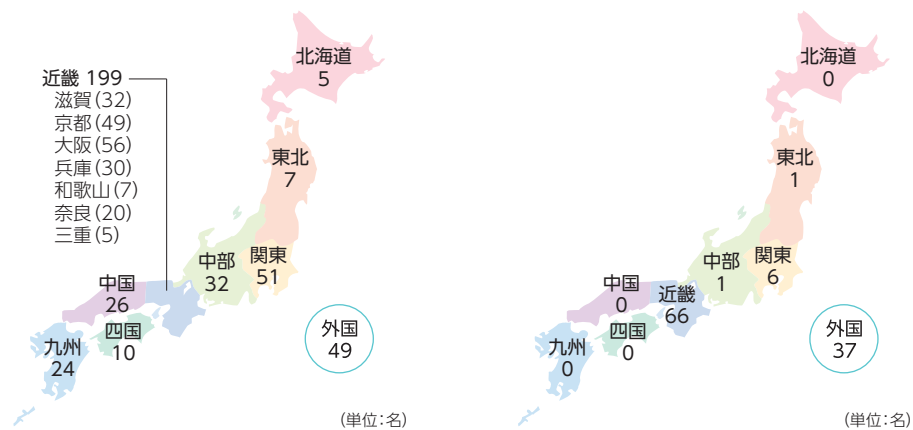 北海道
5
近畿 199
滋賀(32)
京都(49)
大阪(56)
兵庫(30)
和歌山(7)
奈良(20)
三重(5)
東北
7
中部
32
関東
51
中国
26
四国
10
九州
24
外国
49
(単位:名)
北海道
0
東北
1
中部
1
関東
6
中国
0
近畿
66
四国
0
九州
0
外国
37
(単位:名)